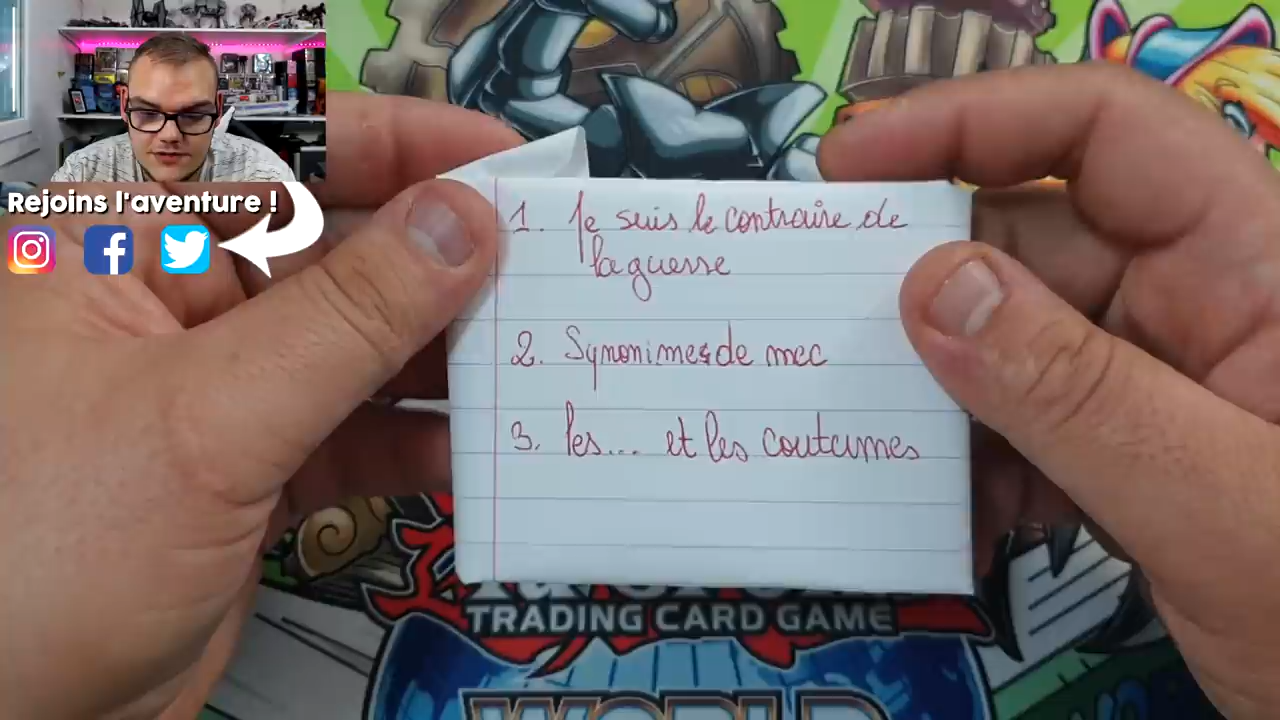 Rejoins l'aventure !
1. Je suis le contraire de
la guerre
2. Synonimes de mec
3. les... et les coutumes
TRADING CARD GAME
WORLD